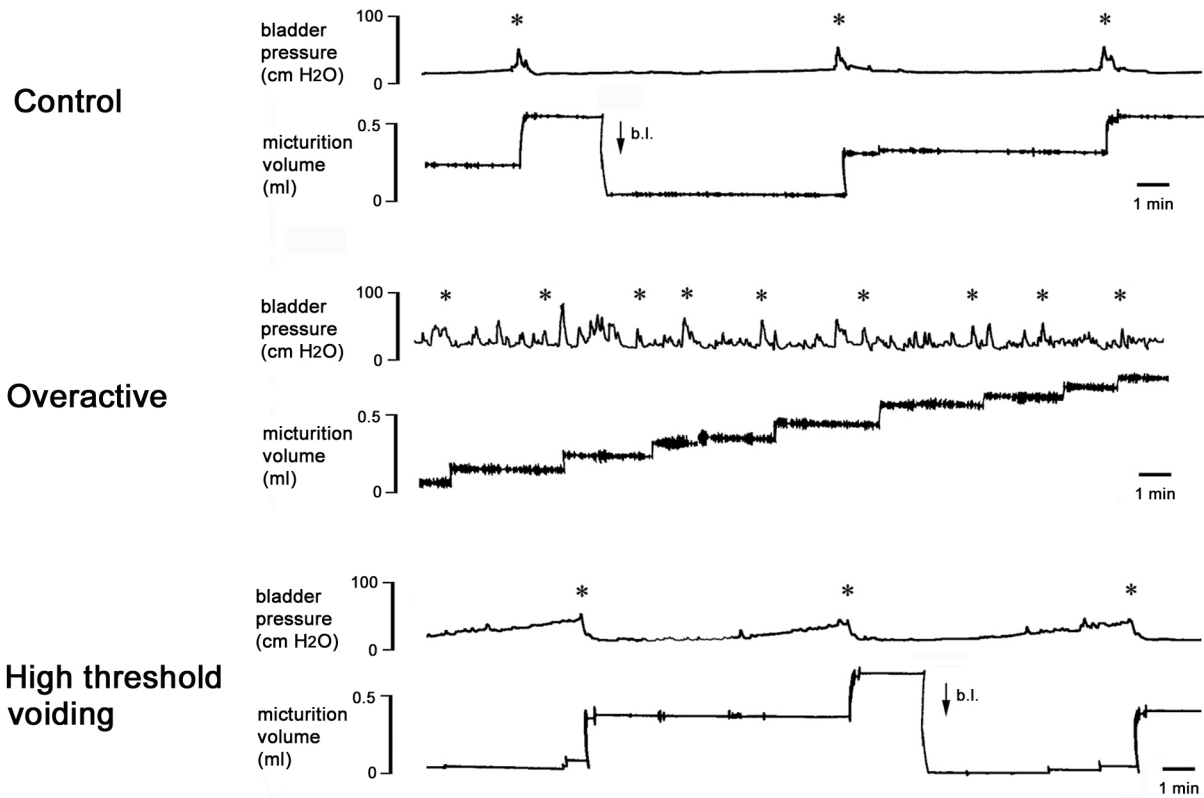 Control
bladder
pressure
(cm H2O)
100
0
* * *
micturition
volume
(ml)
0.5
0
b.l.
1 min
Overactive
bladder
pressure
(cm H2O)
100
0
* * * * * * * * *
micturition
volume
(ml)
0.5
0
1 min
High threshold
voiding
bladder
pressure
(cm H2O)
100
0
* * *
micturition
volume
(ml)
0.5
0
b.l.
1 min